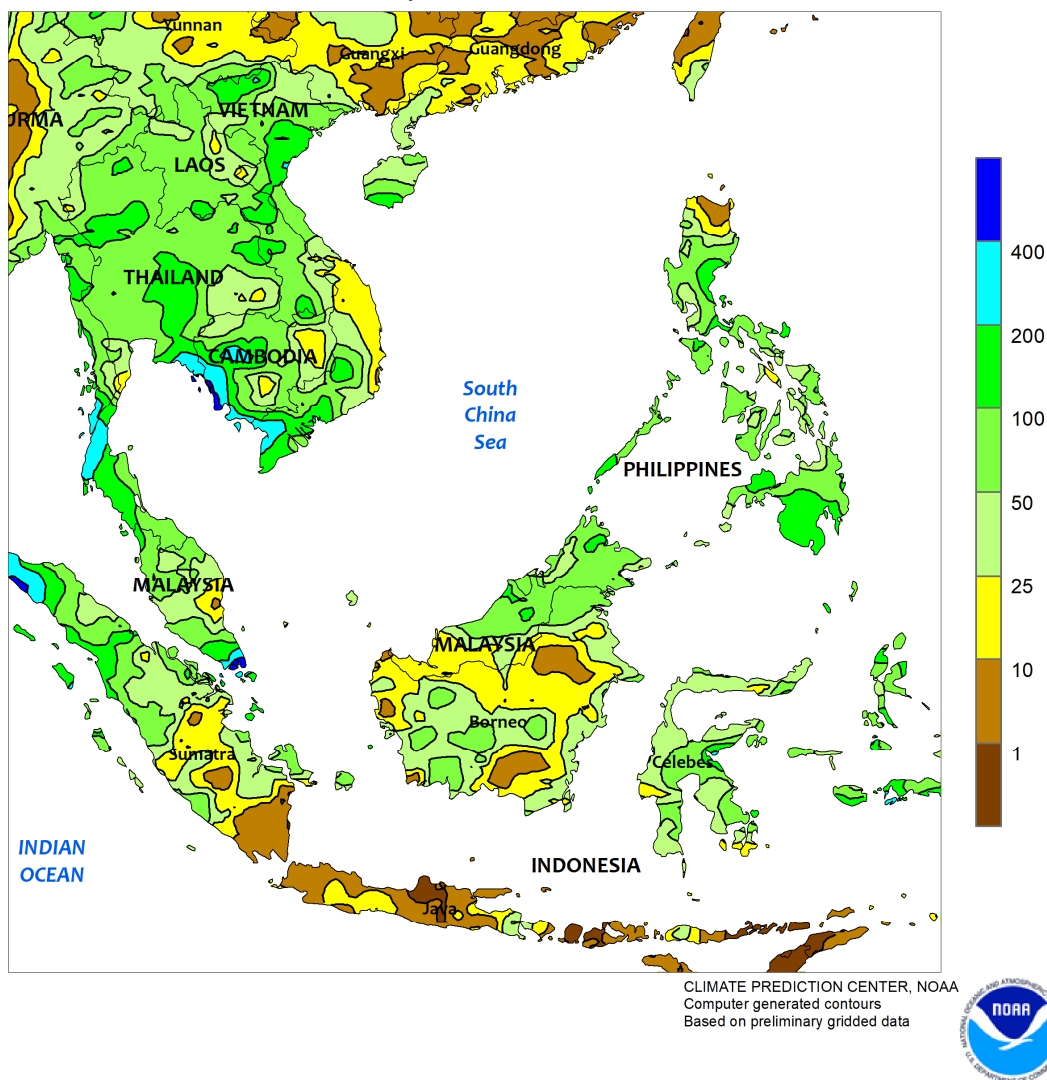 Yunnan
Guangxi
Guangdong
URMA
VIETNAM
LAOS
THAILAND
CAMBODIA
South
China
Sea
PHILIPPINES
MALAYSIA
MALAYSIA
Borneo
Sumatra
Celebes
INDIAN
OCEAN
INDONESIA
Java
400
200
100
50
25
10
1
CLIMATE PREDICTION CENTER, NOAA
Computer generated contours
Based on preliminary gridded data
NOAA